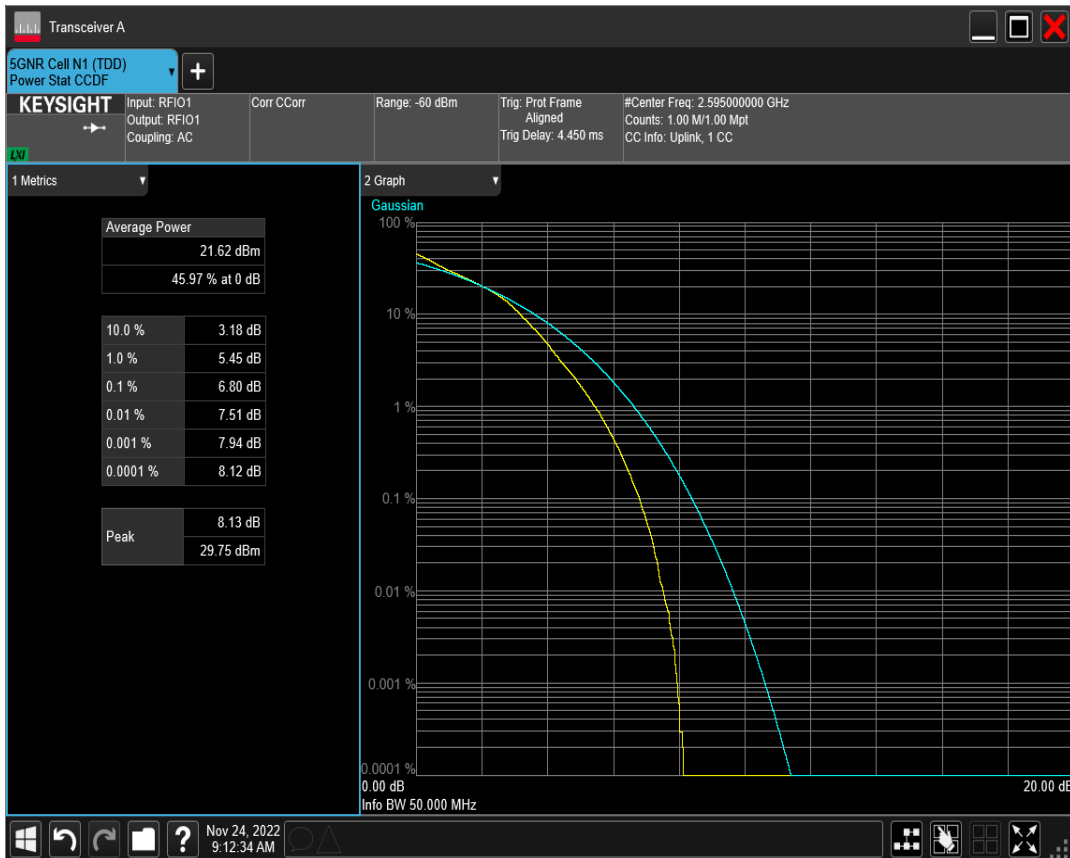 Transceiver A
5GNR Cell N1 (TDD)
Power Stat CCDF
KEYSIGHT
LXI
Input: RFIO1
Output: RFIO1
Coupling: AC
Corr CCorr
Range: -60 dBm
Trig: Prot Frame
Aligned
Trig Delay: 4.450 ms
#Center Freq: 2.595000000 GHz
Counts: 1.00 M/1.00 Mpt
CC Info: Uplink, 1 CC
1 Metrics
Average Power
21.62 dBm
45.97 % at 0 dB
10.0 % 3.18 dB
1.0 % 5.45 dB
0.1 % 6.80 dB
0.01 % 7.51 dB
0.001 % 7.94 dB
0.0001 % 8.12 dB
Peak
8.13 dB
29.75 dBm
2 Graph
Gaussian
100 %
10 %
1 %
0.1 %
0.01 %
0.001 %
0.0001 %
0.00 dB 20.00 dB
Info BW 50.000 MHz
Nov 24, 2022
9:12:34 AM